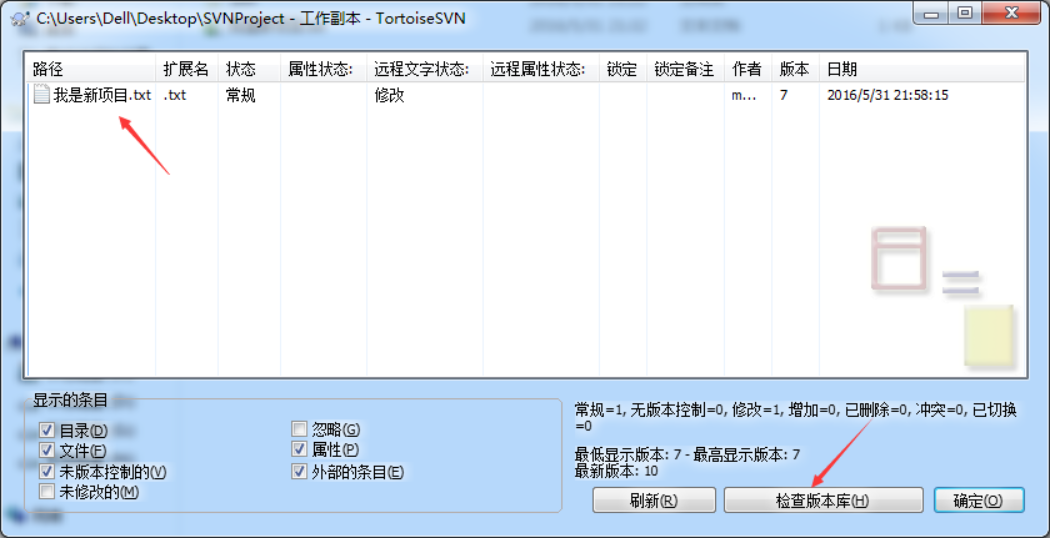 C:\Users\Dell\Desktop\SVNProject - 工作副本 - TortoiseSVN
路径 扩展名 状态 属性状态: 远程文字状态: 远程属性状态: 锁定 锁定备注 作者 版本 日期
我是新项目.txt .txt 常规 修改 m... 7 2016/5/31 21:58:15
显示的条目
目录(D)
忽略(G)
文件(F)
属性(P)
未版本控制的(V)
外部的条目(E)
未修改的(M)
常规=1, 无版本控制=0, 修改=1, 增加=0, 已删除=0, 冲突=0, 已切换
=0
最低显示版本: 7 - 最高显示版本: 7
最新版本: 10
刷新(R) 检查版本库(H) 确定(O)